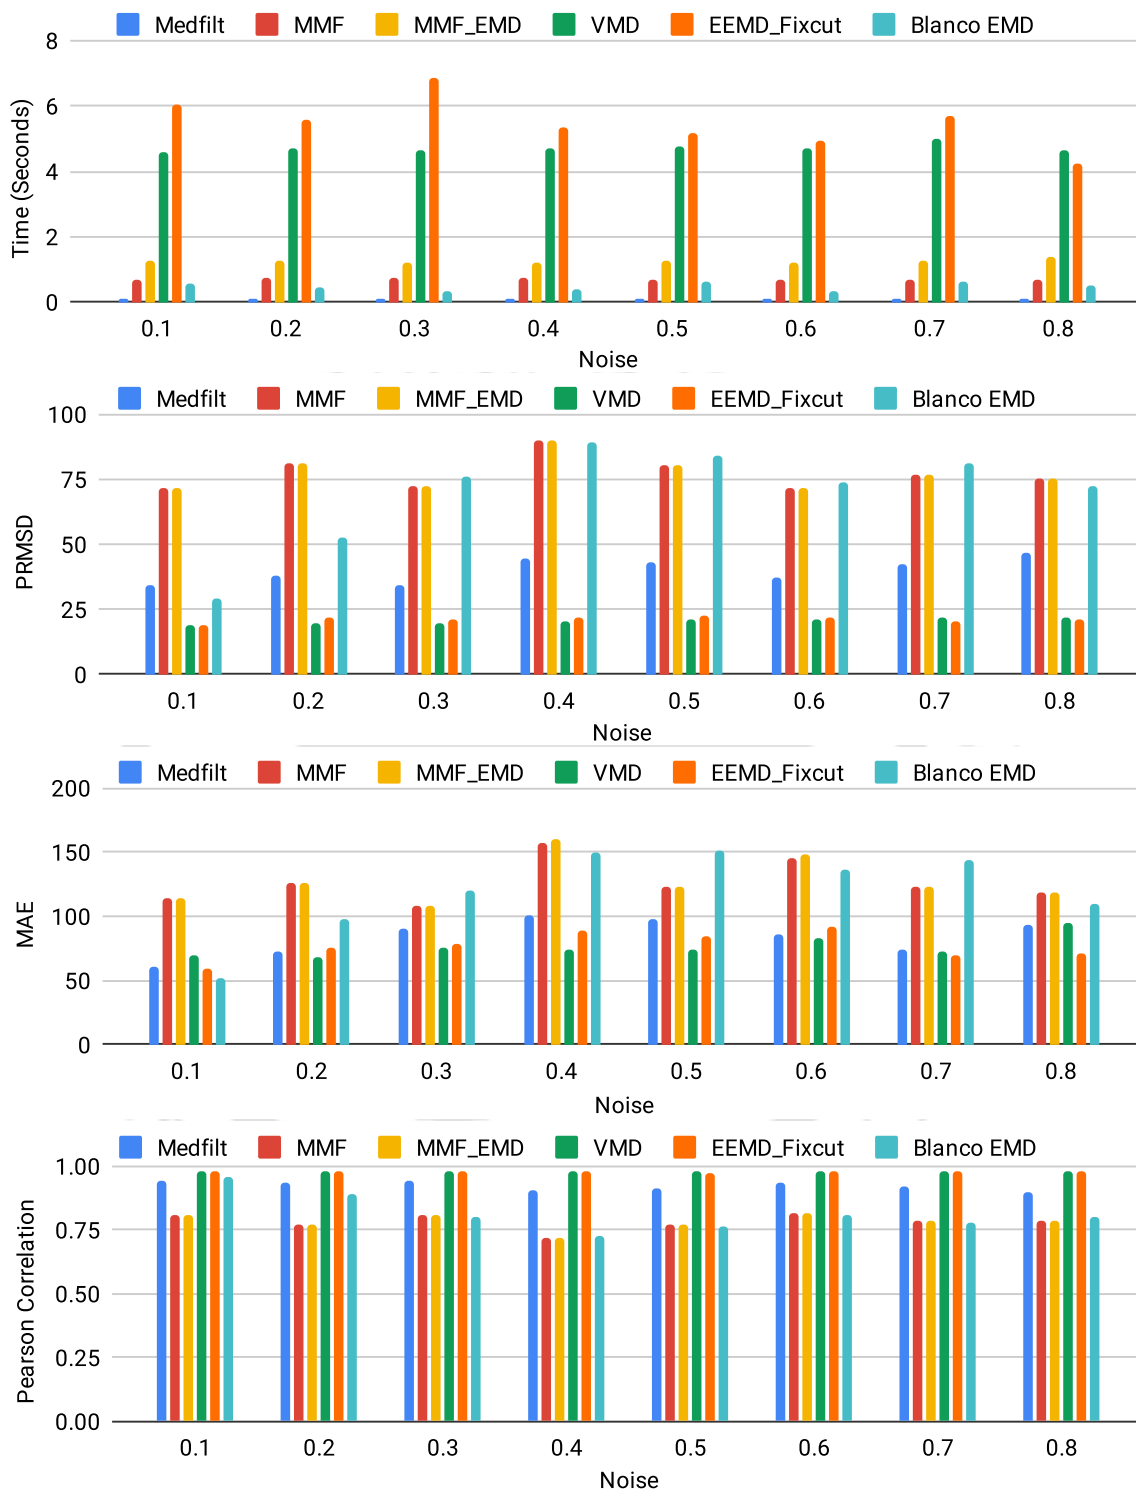 Medfilt MMF MMF_EMD VMD EEMD_Fixcut Blanco EMD
8
6
4
2
0
Time (Seconds)
0.1 0.2 0.3 0.4 0.5 0.6 0.7 0.8
Noise
Medfilt MMF MMF_EMD VMD EEMD_Fixcut Blanco EMD
100
75
50
25
0
PRMSD
0.1 0.2 0.3 0.4 0.5 0.6 0.7 0.8
Noise
Medfilt MMF MMF_EMD VMD EEMD_Fixcut Blanco EMD
200
150
100
50
0
MAE
0.1 0.2 0.3 0.4 0.5 0.6 0.7 0.8
Noise
Medfilt MMF MMF_EMD VMD EEMD_Fixcut Blanco EMD
1.00
0.75
0.50
0.25
0.00
Pearson Correlation
0.1 0.2 0.3 0.4 0.5 0.6 0.7 0.8
Noise